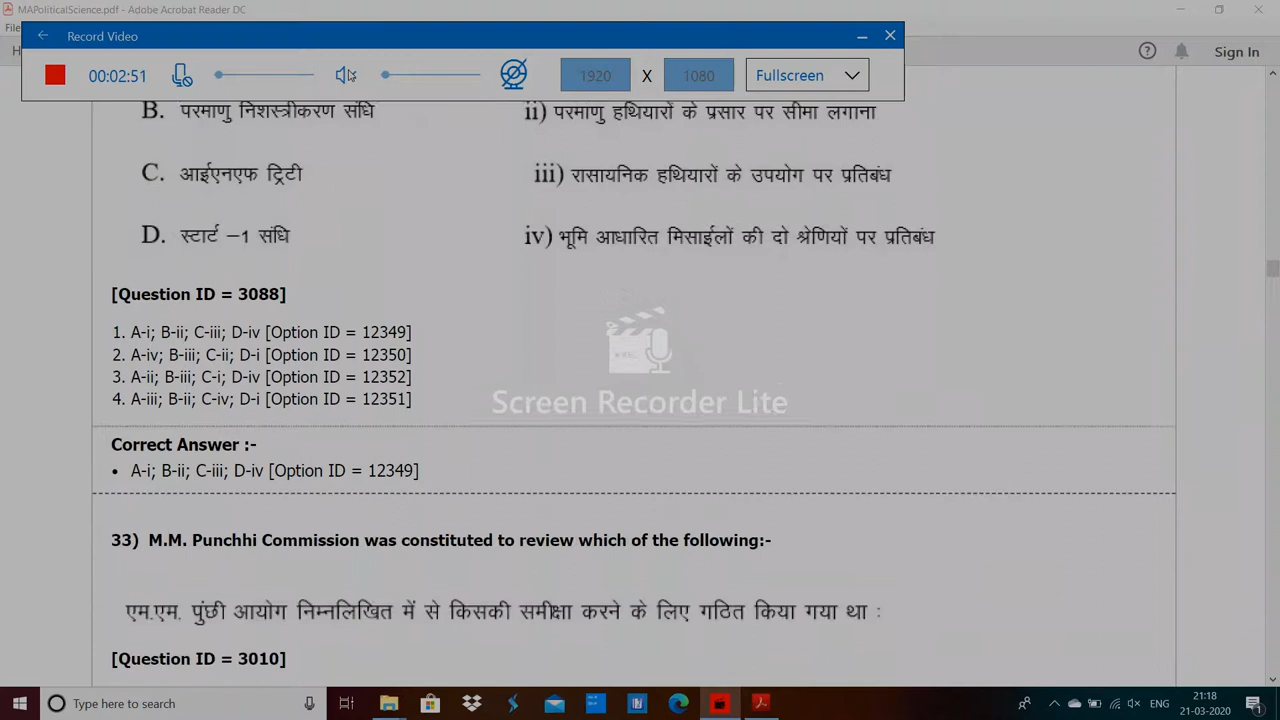 MAPoliticalScience.pdf - Adobe Acrobat Reader DC
File
Record Video
00:02:51
1920 X 1080 Fullscreen
Sign In
B. परमाणु निशस्त्रीकरण संधि ii) परमाणु हथियारों के प्रसार पर सीमा लगाना
C. आईएनएफ ट्रिटी iii) रासायनिक हथियारों के उपयोग पर प्रतिबंध
D. स्टार्ट –1 संधि iv) भूमि आधारित मिसाईलों की दो श्रेणियों पर प्रतिबंध
[Question ID = 3088]
1. A-i; B-ii; C-iii; D-iv [Option ID = 12349]
2. A-iv; B-iii; C-ii; D-i [Option ID = 12350]
3. A-ii; B-iii; C-i; D-iv [Option ID = 12352]
4. A-iii; B-ii; C-iv; D-i [Option ID = 12351]
Screen Recorder Lite
Correct Answer :-
• A-i; B-ii; C-iii; D-iv [Option ID = 12349]
33) M.M. Punchhi Commission was constituted to review which of the following:-
एम.एम. पुंछी आयोग निम्नलिखित में से किसकी समीक्षा करने के लिए गठित किया गया था :
[Question ID = 3010]
Type here to search
ENG
21:18
21-03-2020
1